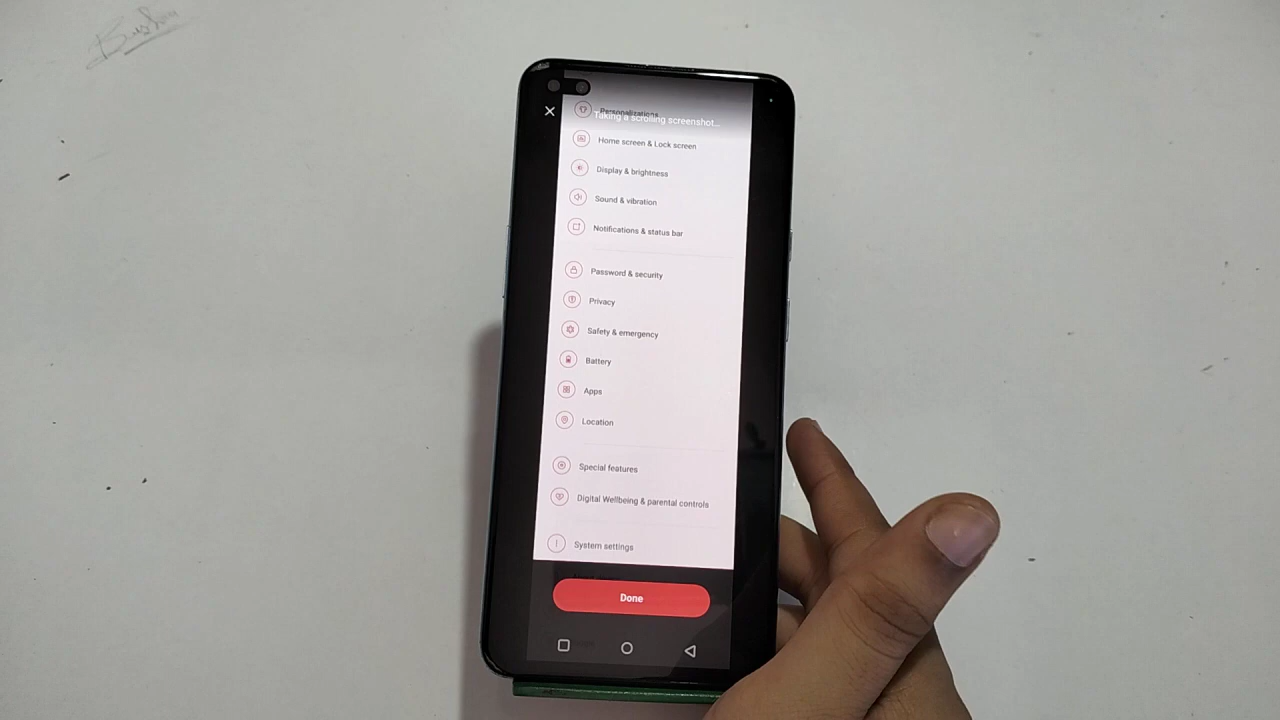 Personalizations
Taking a scrolling screenshot...
Home screen & Lock screen
Display & brightness
Sound & vibration
Notifications & status bar
Password & security
Privacy
Safety & emergency
Battery
Apps
Location
Special features
Digital Wellbeing & parental controls
System settings
Done